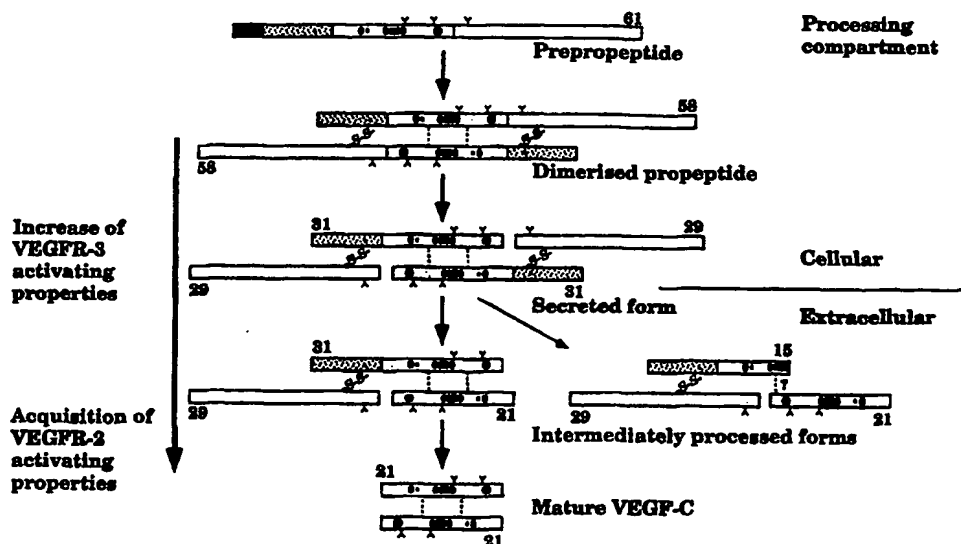 61
Processing
compartment
Prepropeptide
58
58
Dimerised propeptide
Increase of
VEGFR-3
activating
properties
31
29
29
31
Cellular
Secreted form
Extracellular
31
29
21
15
7
29
21
Intermediately processed forms
Acquisition of
VEGFR-2
activating
properties
21
Mature VEGF-C
21